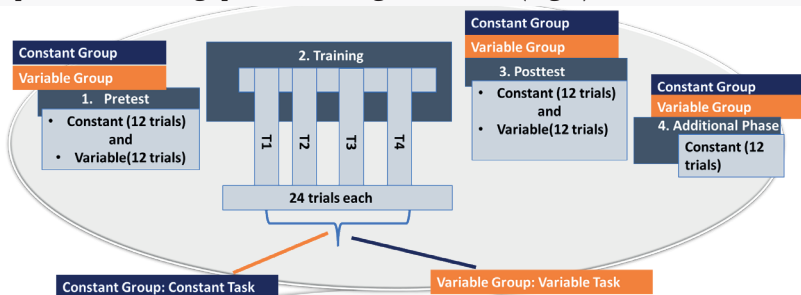 Constant Group
Variable Group
1. Pretest
• Constant (12 trials)
and
• Variable(12 trials)
2. Training
T1
T2
T3
T4
24 trials each
Constant Group
Variable Group
3. Posttest
• Constant (12 trials)
and
• Variable(12 trials)
Constant Group
Variable Group
4. Additional Phase
Constant (12
trials)
Constant Group: Constant Task
Variable Group: Variable Task